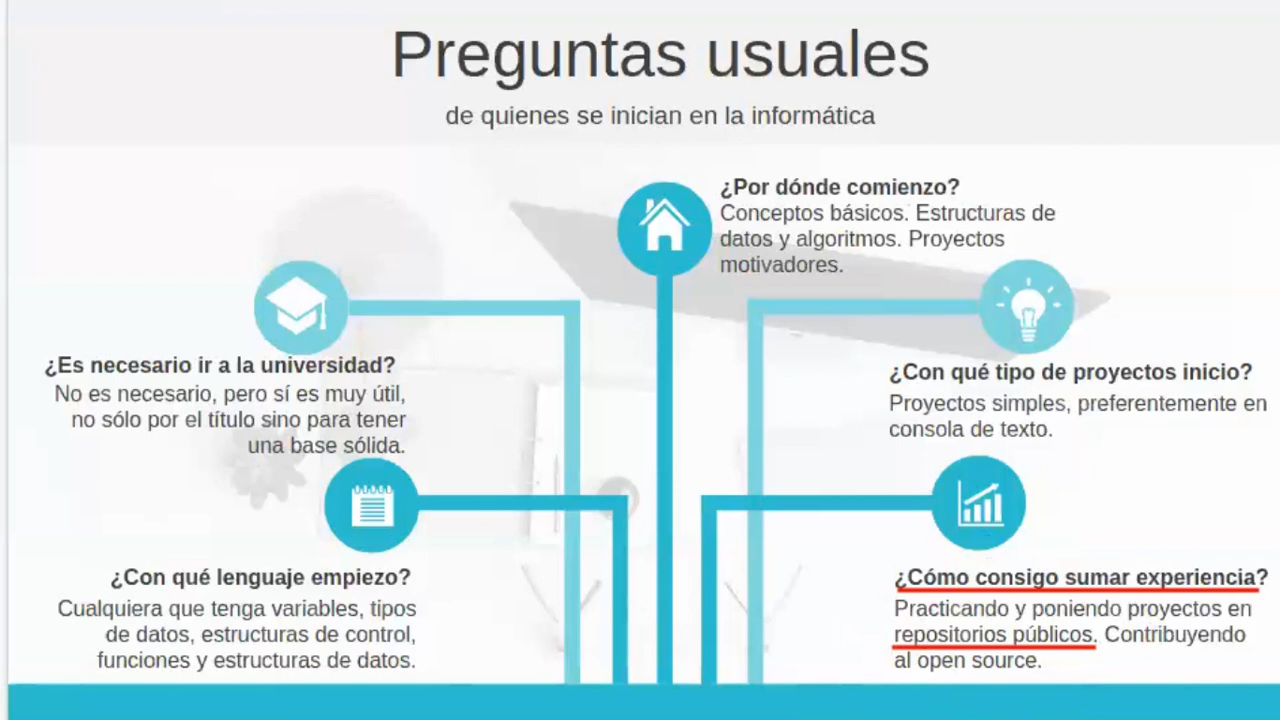 Preguntas usuales
de quienes se inician en la informática
¿Por dónde comienzo?
Conceptos básicos. Estructuras de
datos y algoritmos. Proyectos
motivadores.
¿Es necesario ir a la universidad?
No es necesario, pero sí es muy útil,
no sólo por el título sino para tener
una base sólida.
¿Con qué tipo de proyectos inicio?
Proyectos simples, preferentemente en
consola de texto.
¿Con qué lenguaje empiezo?
Cualquiera que tenga variables, tipos
de datos, estructuras de control,
funciones y estructuras de datos.
¿Cómo consigo sumar experiencia?
Practicando y poniendo proyectos en
repositorios públicos. Contribuyendo
al open source.